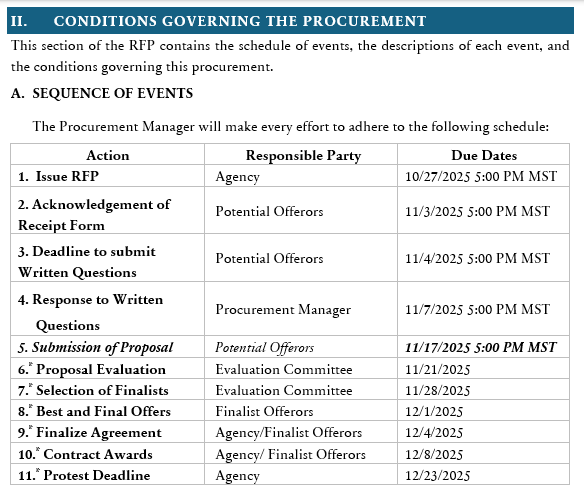 II. CONDITIONS GOVERNING THE PROCUREMENT
This section of the RFP contains the schedule of events, the descriptions of each event, and
the conditions governing this procurement.
A. SEQUENCE OF EVENTS
The Procurement Manager will make every effort to adhere to the following schedule:
Action Responsible Party Due Dates
1. Issue RFP Agency 10/27/2025 5:00 PM MST
2. Acknowledgement of
Receipt Form Potential Offerors 11/3/2025 5:00 PM MST
3. Deadline to submit
Written Questions Potential Offerors 11/4/2025 5:00 PM MST
4. Response to Written
Questions Procurement Manager 11/7/2025 5:00 PM MST
5. Submission of Proposal Potential Offerors 11/17/2025 5:00 PM MST
6.* Proposal Evaluation Evaluation Committee 11/21/2025
7.* Selection of Finalists Evaluation Committee 11/28/2025
8.* Best and Final Offers Finalist Offerors 12/1/2025
9.* Finalize Agreement Agency/Finalist Offerors 12/4/2025
10.* Contract Awards Agency/ Finalist Offerors 12/8/2025
11.* Protest Deadline Agency 12/23/2025